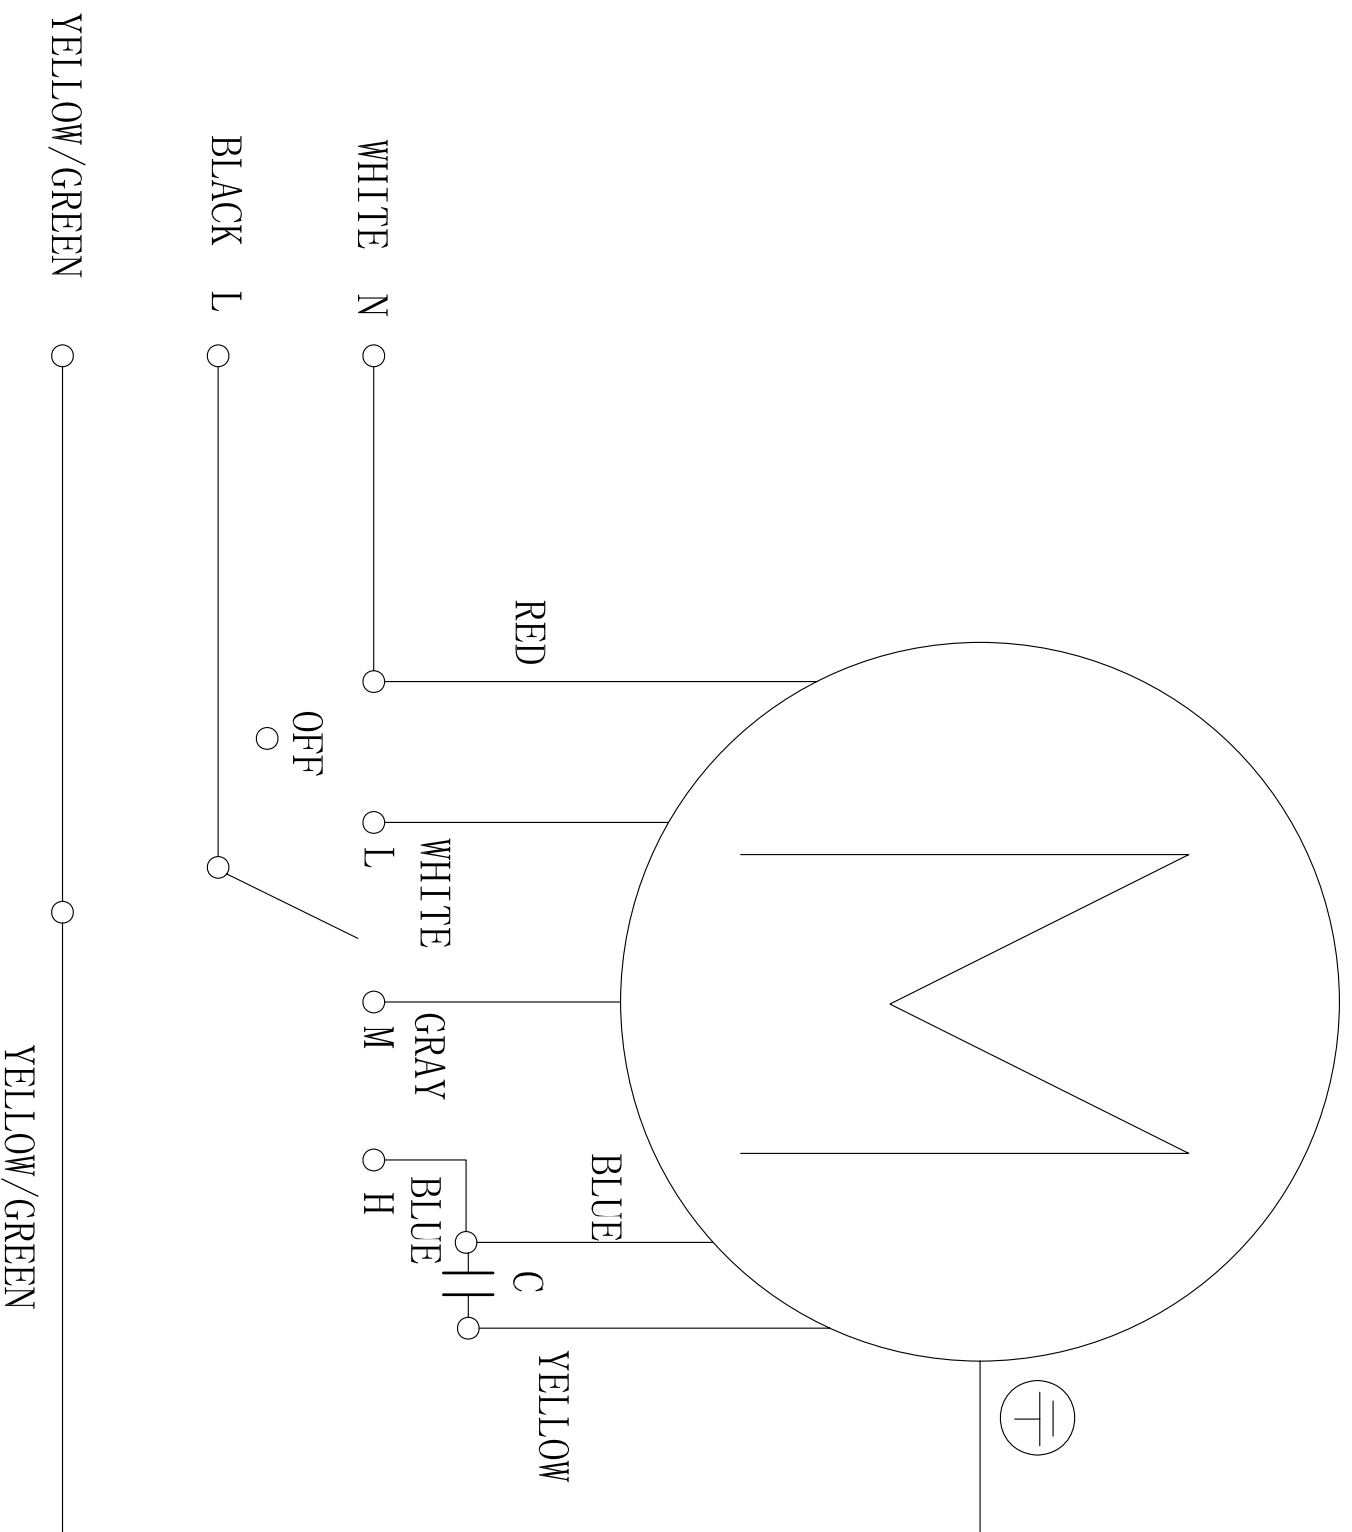 WHITE N
BLACK L
YELLOW/GREEN
RED
OFF
L
WHITE
M
GRAY
H
BLUE
BLUE
C
YELLOW
YELLOW/GREEN
M